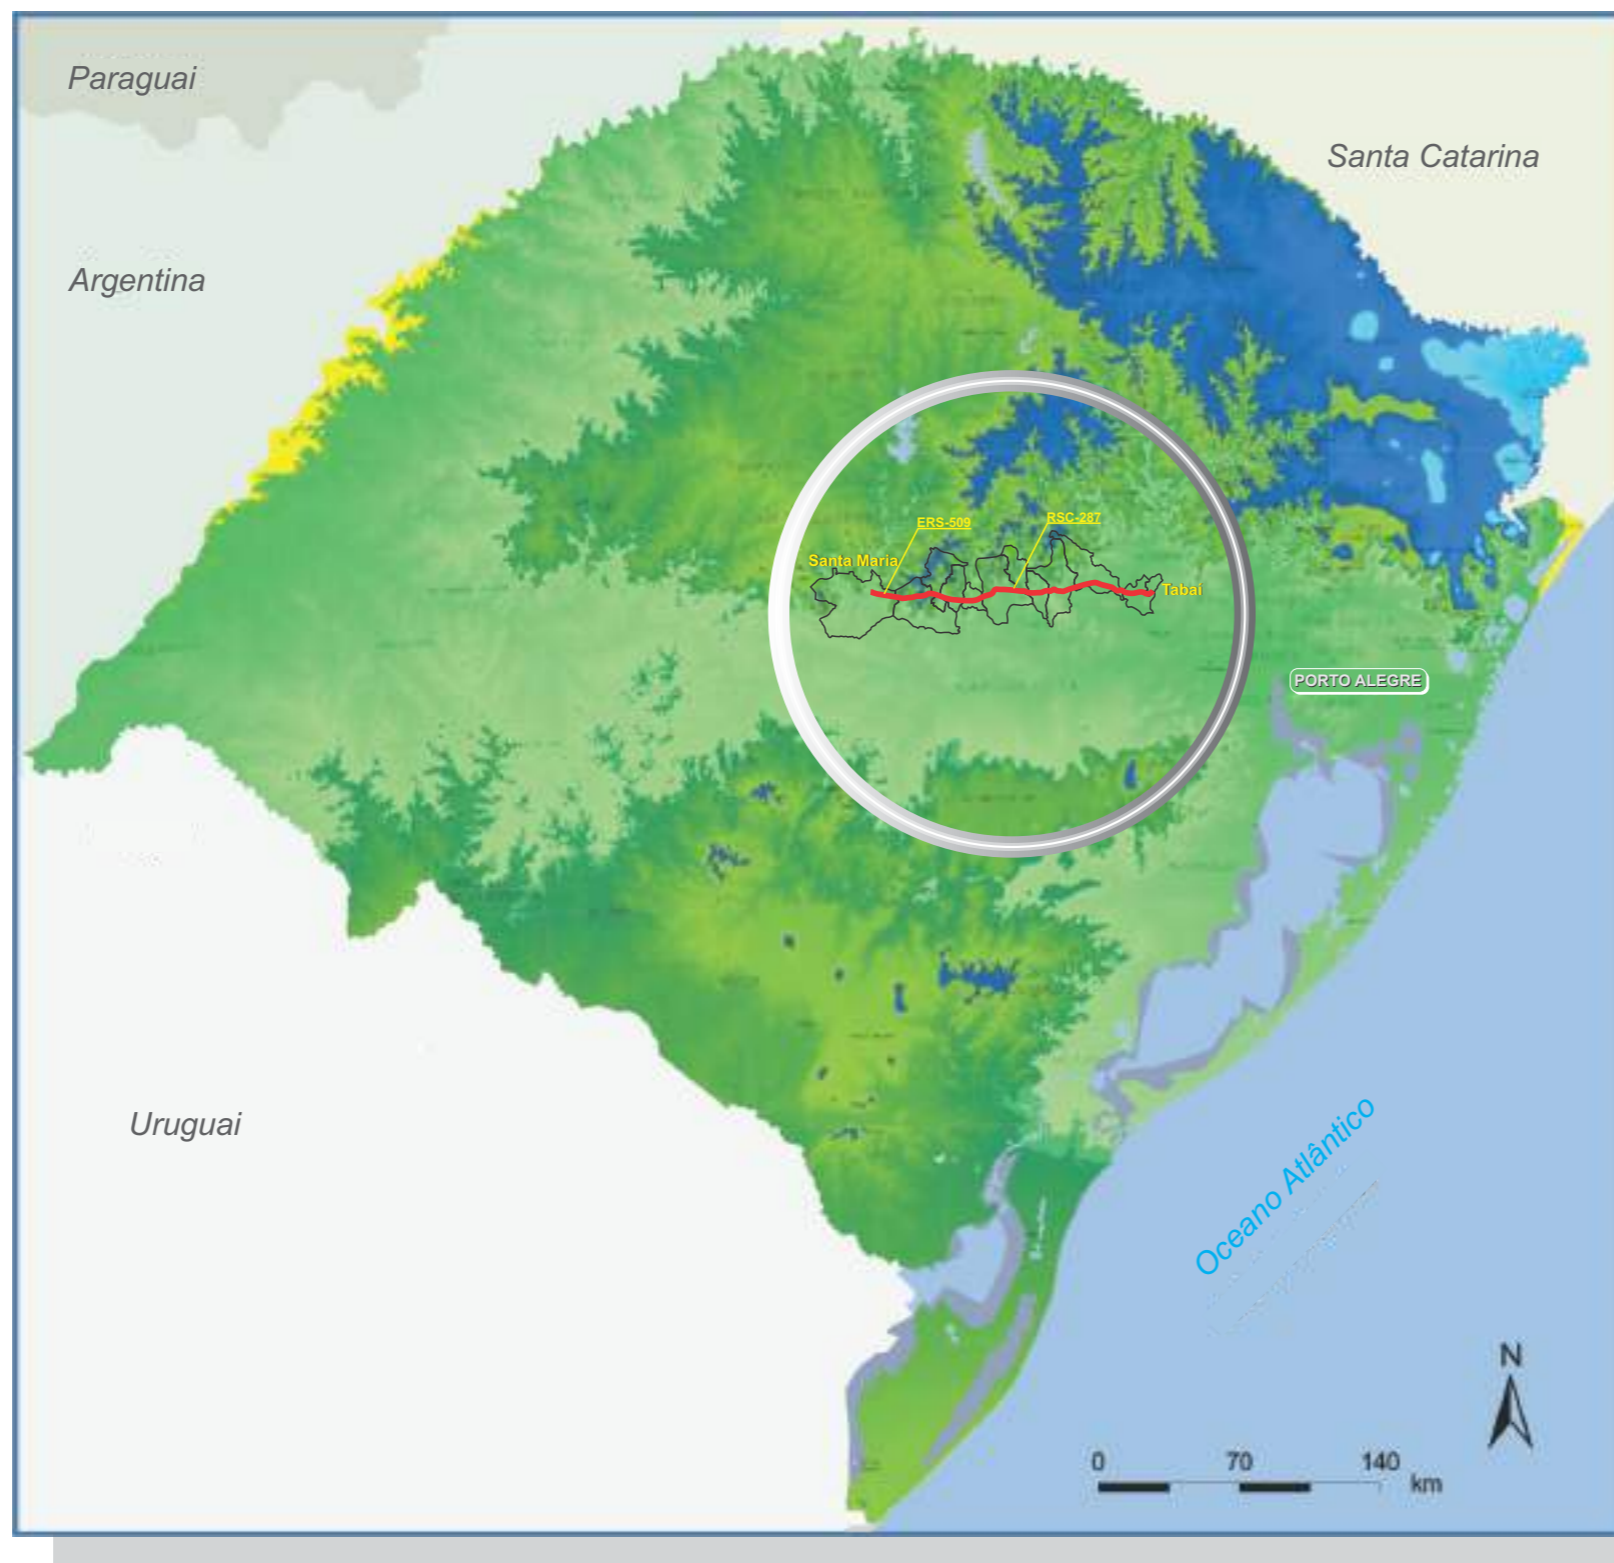 Paraguai
Santa Catarina
Argentina
ERS-509
RSC-287
Santa Maria
Tabaí
PORTO ALEGRE
Uruguai
Oceano Atlântico
N
0 70 140 km